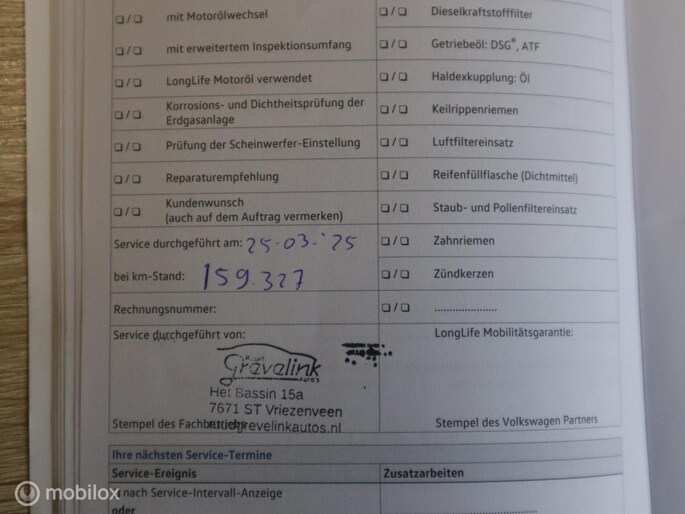 ☐ / ☐ mit Motorölwechsel
☐ / ☐ Dieselkraftstofffilter
☐ / ☐ mit erweitertem Inspektionsumfang
☐ / ☐ Getriebeöl: DSG®, ATF
☐ / ☐ LongLife Motoröl verwendet
☐ / ☐ Haldexkupplung: Öl
☐ / ☐ Korrosions- und Dichtheitsprüfung der
Erdgasanlage
☐ / ☐ Keilrippenriemen
☐ / ☐ Prüfung der Scheinwerfer-Einstellung
☐ / ☐ Luftfiltereinsatz
☐ / ☐ Reparaturempfehlung
☐ / ☐ Reifenfüllflasche (Dichtmittel)
☐ / ☐ Kundenwunsch
(auch auf dem Auftrag vermerken)
☐ / ☐ Staub- und Pollenfiltereinsatz
Service durchgeführt am: 25-03-'25
☐ / ☐ Zahnriemen
bei km-Stand: 159.327
☐ / ☐ Zündkerzen
Rechnungsnummer:
☐ / ☐ .....................
Service durchgeführt von:
LongLife Mobilitätsgarantie:
Grevelink
AUTO'S
Het Bassin 15a
7671 ST Vriezenveen
Stempel des
ruudgrevelinkautos.nl
Stempel des Volkswagen Partners
Ihre nächsten Service-Termine
Service-Ereignis
Zusatzarbeiten
nach Service-Intervall-Anzeige
oder
mobilox